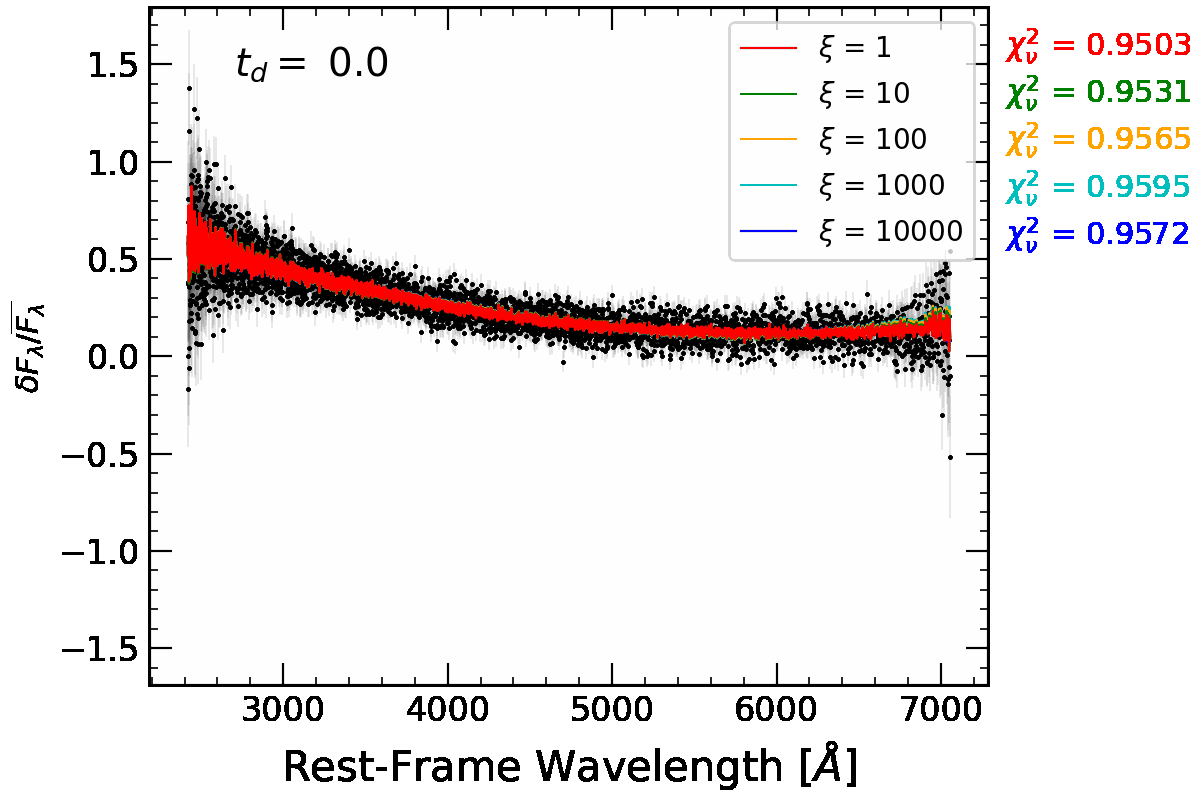 t_d = 0.0
ξ = 1
ξ = 10
ξ = 100
ξ = 1000
ξ = 10000
χ²_ν = 0.9503
χ²_ν = 0.9531
χ²_ν = 0.9565
χ²_ν = 0.9595
χ²_ν = 0.9572
δF_λ/F̅_λ
1.5
1.0
0.5
0.0
−0.5
−1.0
−1.5
3000 4000 5000 6000 7000
Rest-Frame Wavelength [Å]